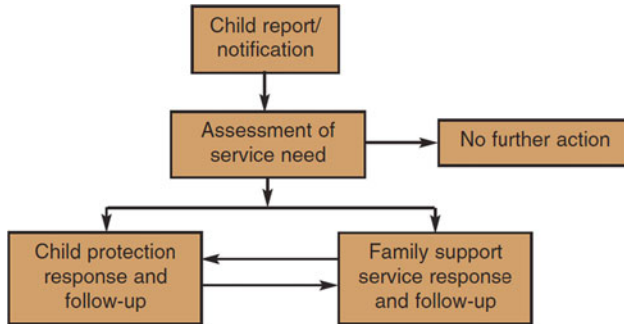 Child report/
notification
Assessment of
service need
No further action
Child protection
response and
follow-up
Family support
service response
and follow-up